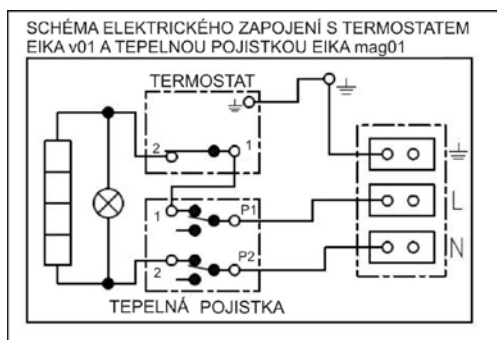 SCHÉMA ELEKTRICKÉHO ZAPOJENÍ S TERMOSTATEM
EIKA v01 A TEPELNOU POJISTKOU EIKA mag01
TERMOSTAT
2
1
1
P1
L
2
P2
N
TEPELNÁ POJISTKA